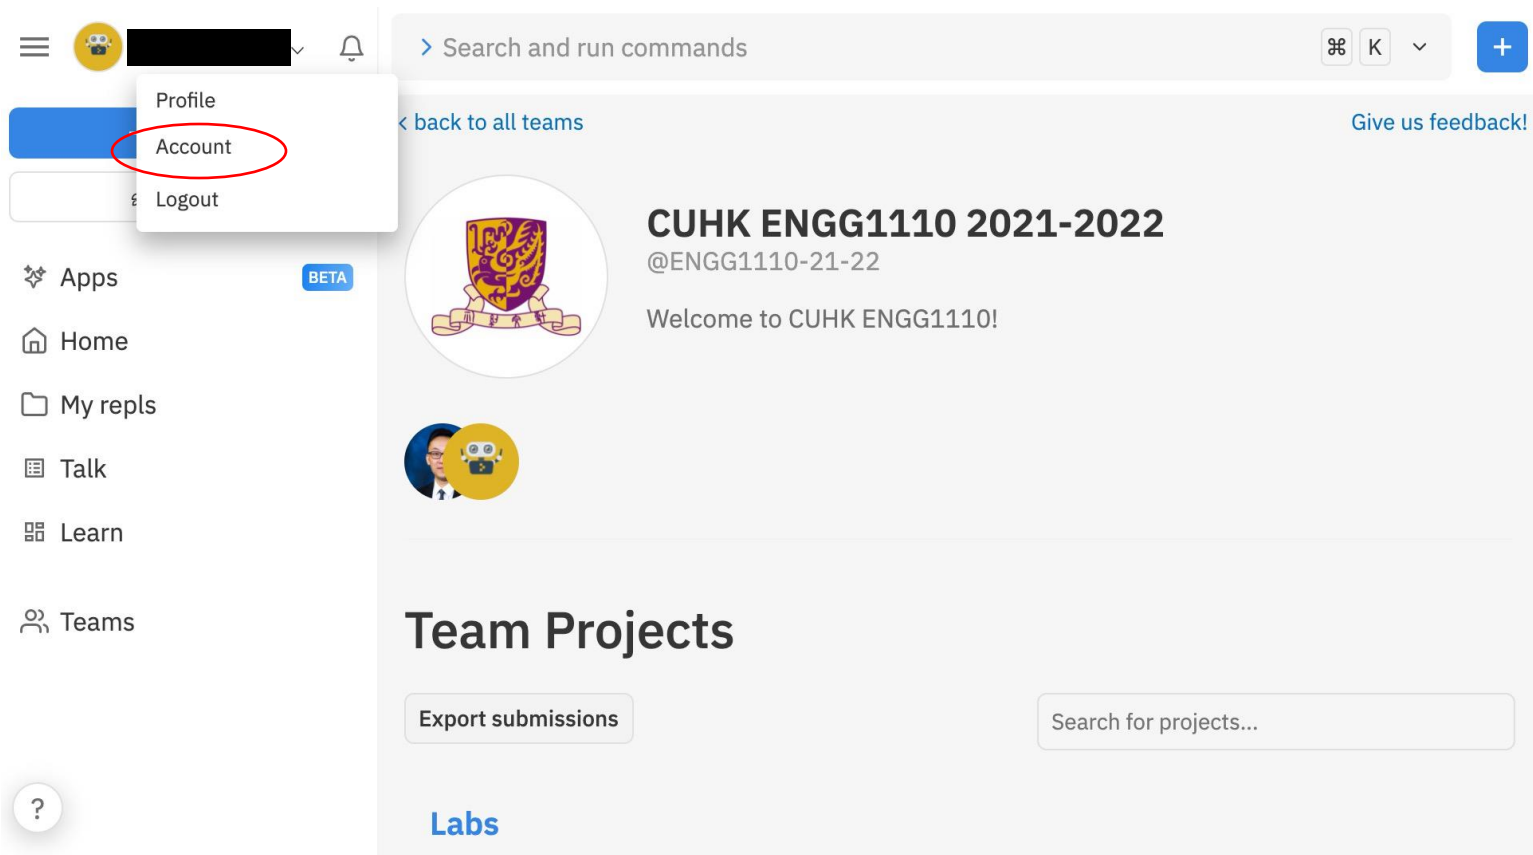 Search and run commands
⌘ K
+
Profile
Account
Logout
< back to all teams
Give us feedback!
CUHK ENGG1110 2021-2022
@ENGG1110-21-22
Welcome to CUHK ENGG1110!
Apps
BETA
Home
My repls
Talk
Learn
Teams
Team Projects
Export submissions
Search for projects...
?
Labs